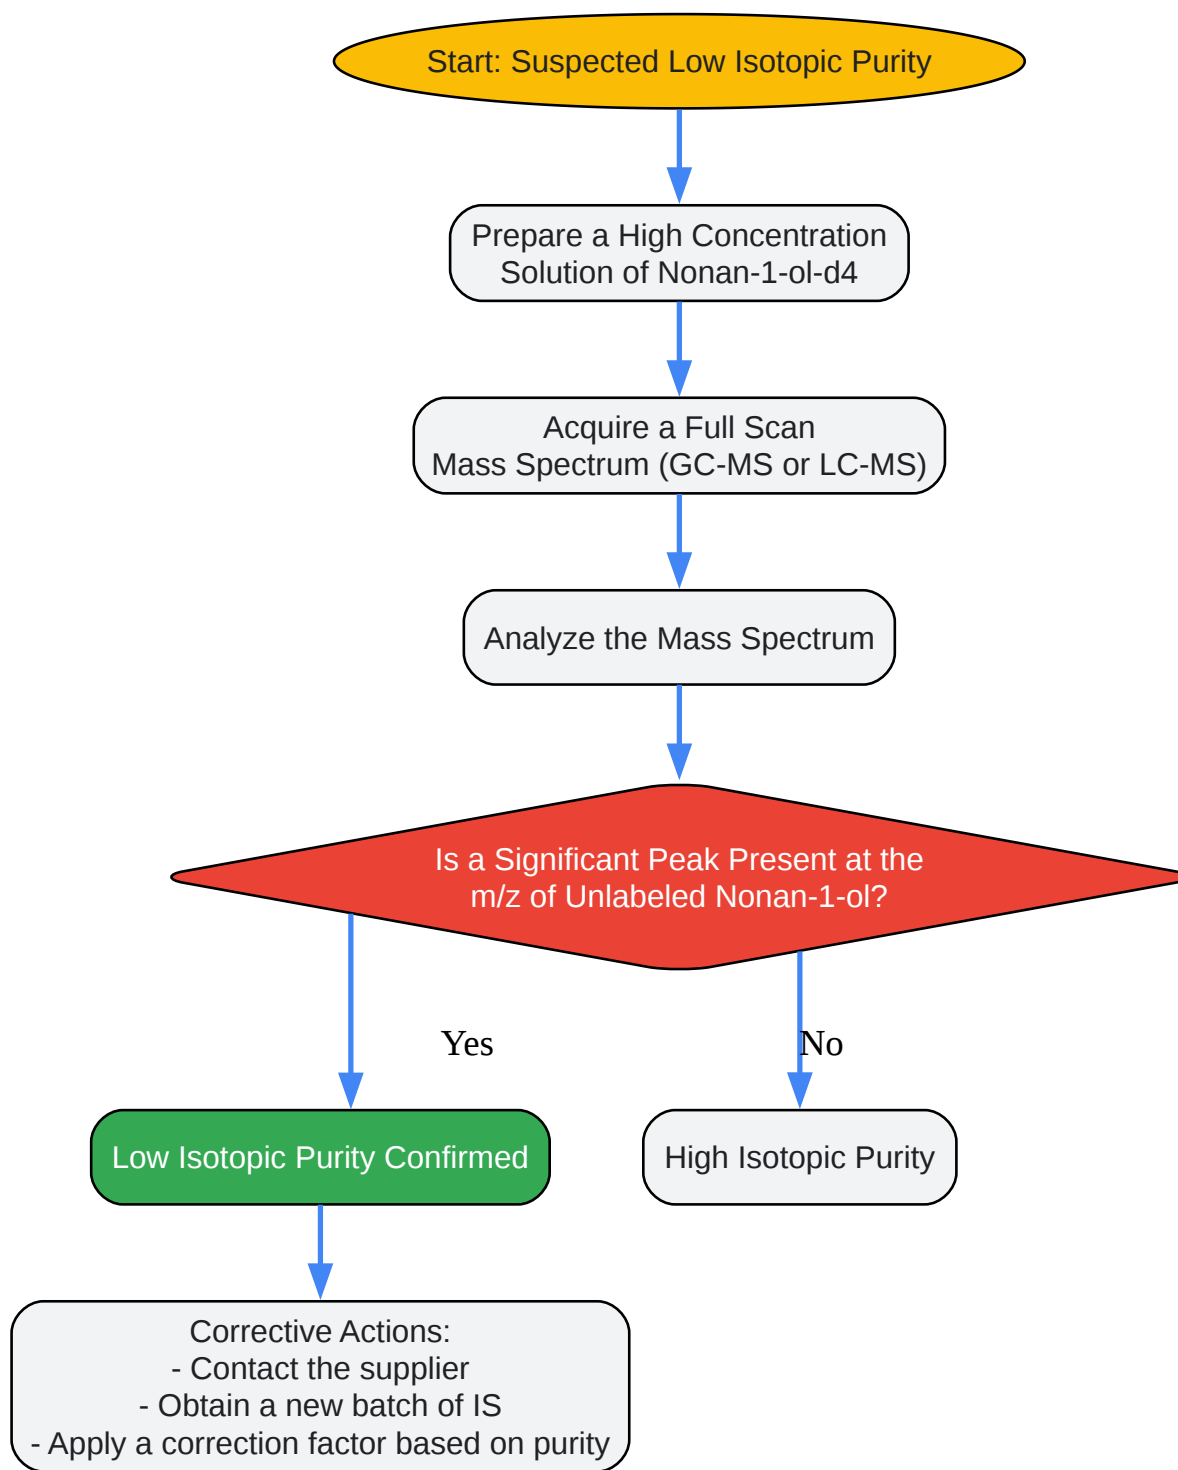 Start: Suspected Low Isotopic Purity
Prepare a High Concentration
Solution of Nonan-1-ol-d4
Acquire a Full Scan
Mass Spectrum (GC-MS or LC-MS)
Analyze the Mass Spectrum
Is a Significant Peak Present at the
m/z of Unlabeled Nonan-1-ol?
Yes
No
Low Isotopic Purity Confirmed
High Isotopic Purity
Corrective Actions:
- Contact the supplier
- Obtain a new batch of IS
- Apply a correction factor based on purity